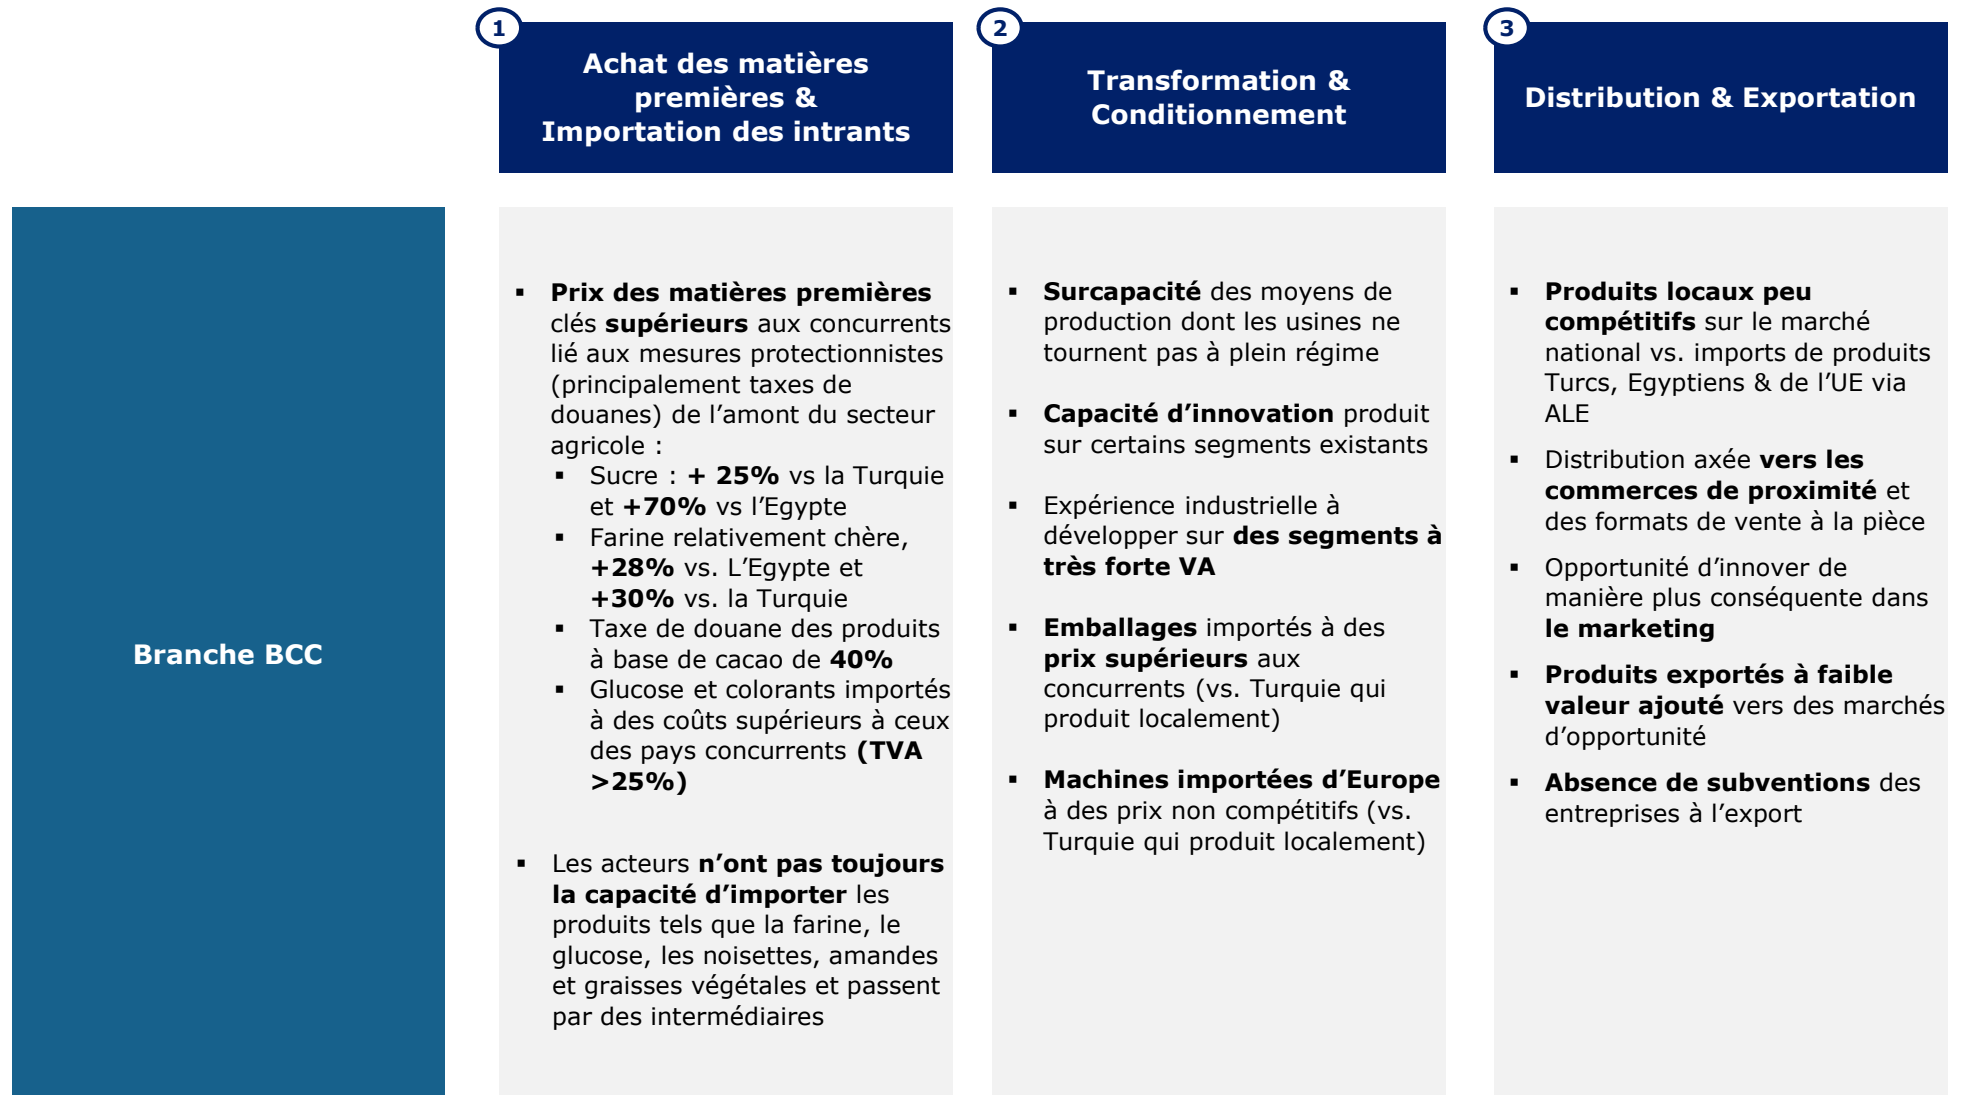 1
Achat des matières
premières &
Importation des intrants
2
Transformation &
Conditionnement
3
Distribution & Exportation
Branche BCC
▪ Prix des matières premières
clés supérieurs aux concurrents
lié aux mesures protectionnistes
(principalement taxes de
douanes) de l’amont du secteur
agricole :
▪ Sucre : + 25% vs la Turquie
et +70% vs l’Egypte
▪ Farine relativement chère,
+28% vs. L’Egypte et
+30% vs. la Turquie
▪ Taxe de douane des produits
à base de cacao de 40%
▪ Glucose et colorants importés
à des coûts supérieurs à ceux
des pays concurrents (TVA
>25%)
▪ Les acteurs n’ont pas toujours
la capacité d’importer les
produits tels que la farine, le
glucose, les noisettes, amandes
et graisses végétales et passent
par des intermédiaires
▪ Surcapacité des moyens de
production dont les usines ne
tournent pas à plein régime
▪ Capacité d’innovation produit
sur certains segments existants
▪ Expérience industrielle à
développer sur des segments à
très forte VA
▪ Emballages importés à des
prix supérieurs aux
concurrents (vs. Turquie qui
produit localement)
▪ Machines importées d’Europe
à des prix non compétitifs (vs.
Turquie qui produit localement)
▪ Produits locaux peu
compétitifs sur le marché
national vs. imports de produits
Turcs, Egyptiens & de l’UE via
ALE
▪ Distribution axée vers les
commerces de proximité et
des formats de vente à la pièce
▪ Opportunité d’innover de
manière plus conséquente dans
le marketing
▪ Produits exportés à faible
valeur ajouté vers des marchés
d’opportunité
▪ Absence de subventions des
entreprises à l’export